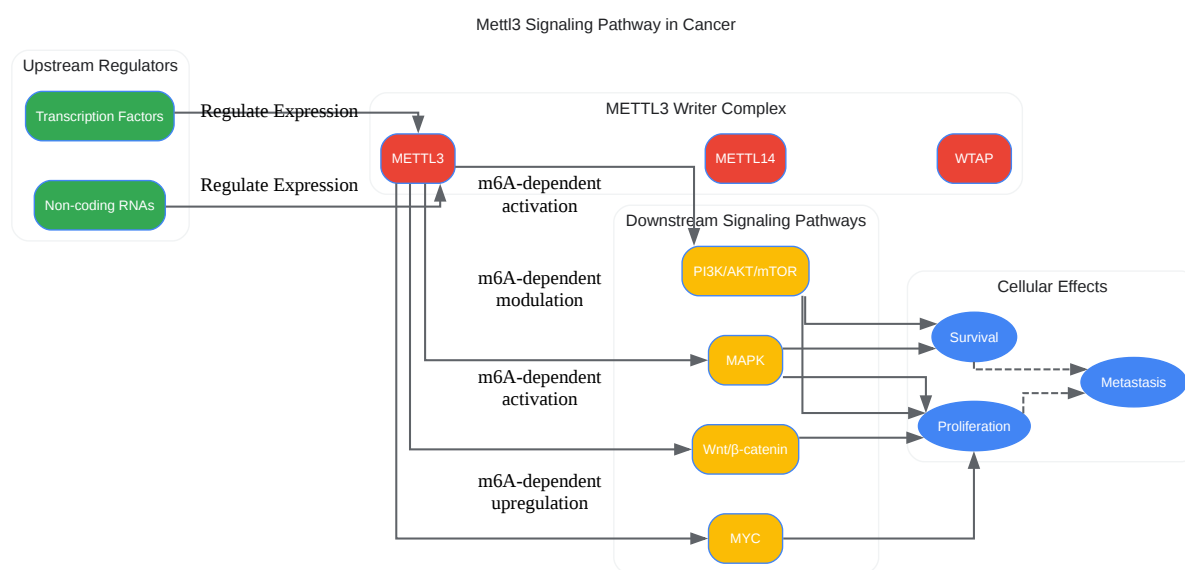 Mettl3 Signaling Pathway in Cancer
Upstream Regulators
Transcription Factors
Non-coding RNAs
Regulate Expression
Regulate Expression
METTL3 Writer Complex
METTL3
METTL14
WTAP
m6A-dependent
activation
m6A-dependent
modulation
m6A-dependent
activation
m6A-dependent
upregulation
Downstream Signaling Pathways
PI3K/AKT/mTOR
MAPK
Wnt/β-catenin
MYC
Cellular Effects
Survival
Proliferation
Metastasis